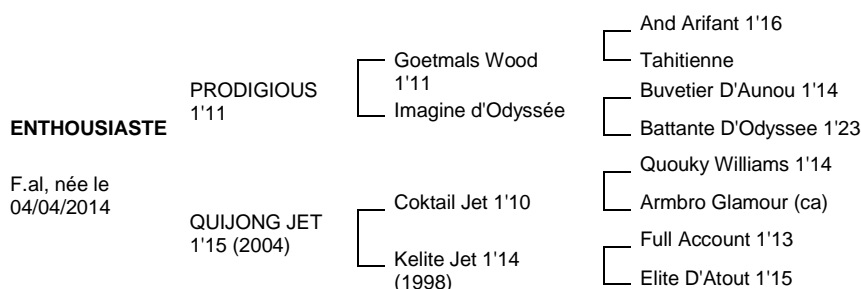 And Arifant 1'16
Goetmals Wood
1'11
Tahitienne
PRODIGIOUS
1'11
Imagine d'Odyssée
Buvetier D'Aunou 1'14
Battante D'Odyssee 1'23
ENTHOUSIASTE
F.al, née le
04/04/2014
Quouky Williams 1'14
Coktail Jet 1'10
Armbro Glamour (ca)
QUIJONG JET
1'15 (2004)
Full Account 1'13
Kelite Jet 1'14
(1998)
Elite D'Atout 1'15